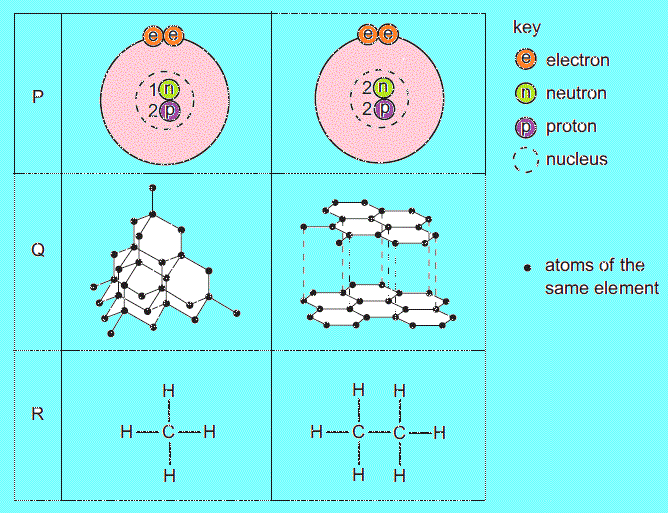 key
P
e e
1 n
2 p
e e
2 n
2 p
e electron
n neutron
p proton
nucleus
Q
atoms of the
same element
R
H
H C H
H
H H
H C C H
H H